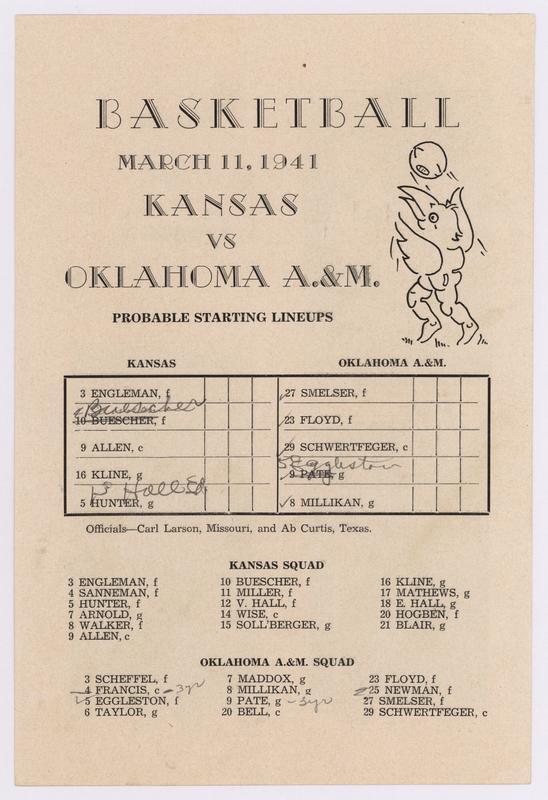 BASKETBALL
MARCH 11, 1941
KANSAS
VS
OKLAHOMA A.&M.
PROBABLE STARTING LINEUPS
KANSAS OKLAHOMA A.&M.
3 ENGLEMAN, f 27 SMELSER, f
Buescher
10 BUESCHER, f 23 FLOYD, f
9 ALLEN, c 29 SCHWERTFEGER, c
5 Eggleston
16 KLINE, g 9 PATE, g
Hall Ed
5 HUNTER, g 8 MILLIKAN, g
Officials—Carl Larson, Missouri, and Ab Curtis, Texas.
KANSAS SQUAD
3 ENGLEMAN, f 10 BUESCHER, f 16 KLINE, g
4 SANNEMAN, f 11 MILLER, f 17 MATHEWS, g
5 HUNTER, f 12 V. HALL, f 18 E. HALL, g
7 ARNOLD, g 14 WISE, c 20 HOGBEN, f
8 WALKER, f 15 SOLL'BERGER, g 21 BLAIR, g
9 ALLEN, c
OKLAHOMA A.&M. SQUAD
3 SCHEFFEL, f 7 MADDOX, g 23 FLOYD, f
4 FRANCIS, c - 3yr 8 MILLIKAN, g 25 NEWMAN, f
5 EGGLESTON, f 9 PATE, g - 3yr 27 SMELSER, f
6 TAYLOR, g 20 BELL, c 29 SCHWERTFEGER, c